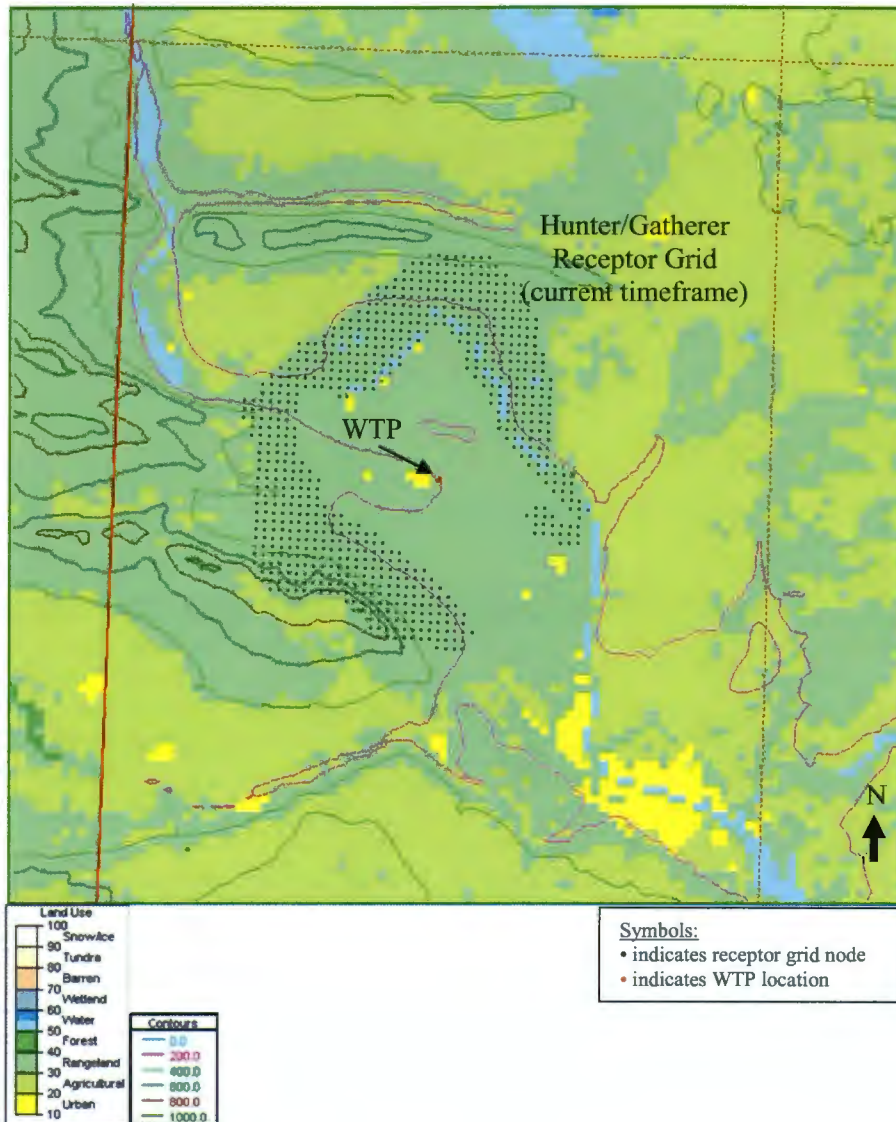 Hunter/Gatherer
Receptor Grid
(current timeframe)
WTP
N
Land Use
100
Snow/Ice
90
Tundra
80
Barren
70
Wetland
60
Water
50
Forest
40
Rangeland
30
Agricultural
20
Urban
10
Contours
0.0
200.0
400.0
600.0
800.0
1000.0
Symbols:
• indicates receptor grid node
• indicates WTP location